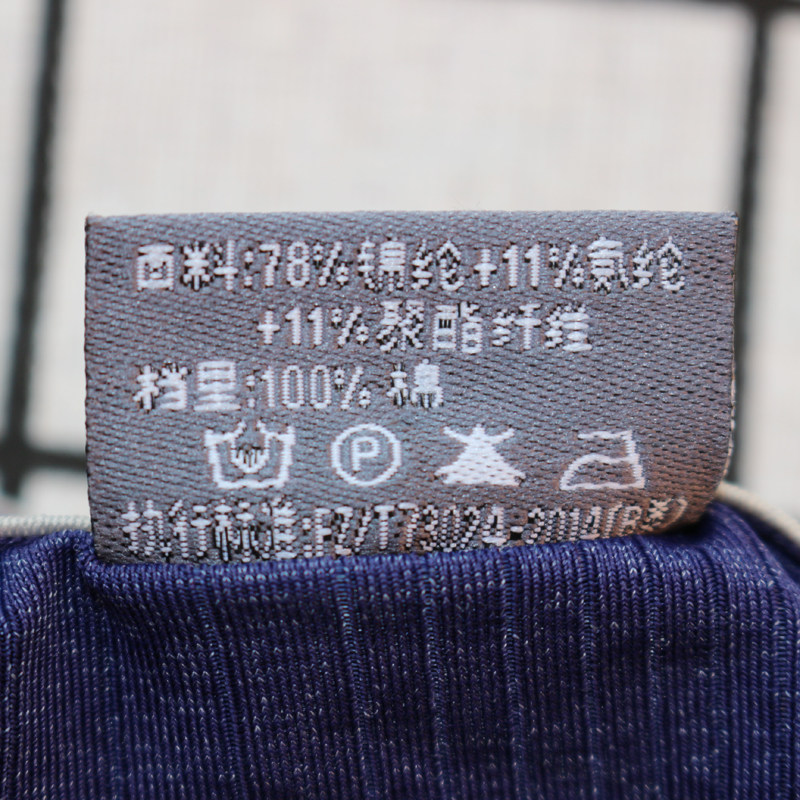 面料:78%锦纶+11%氨纶
+11%聚酯纤维
档里:100% 棉
P
执行标准:FZ/T73024-2014(B类)